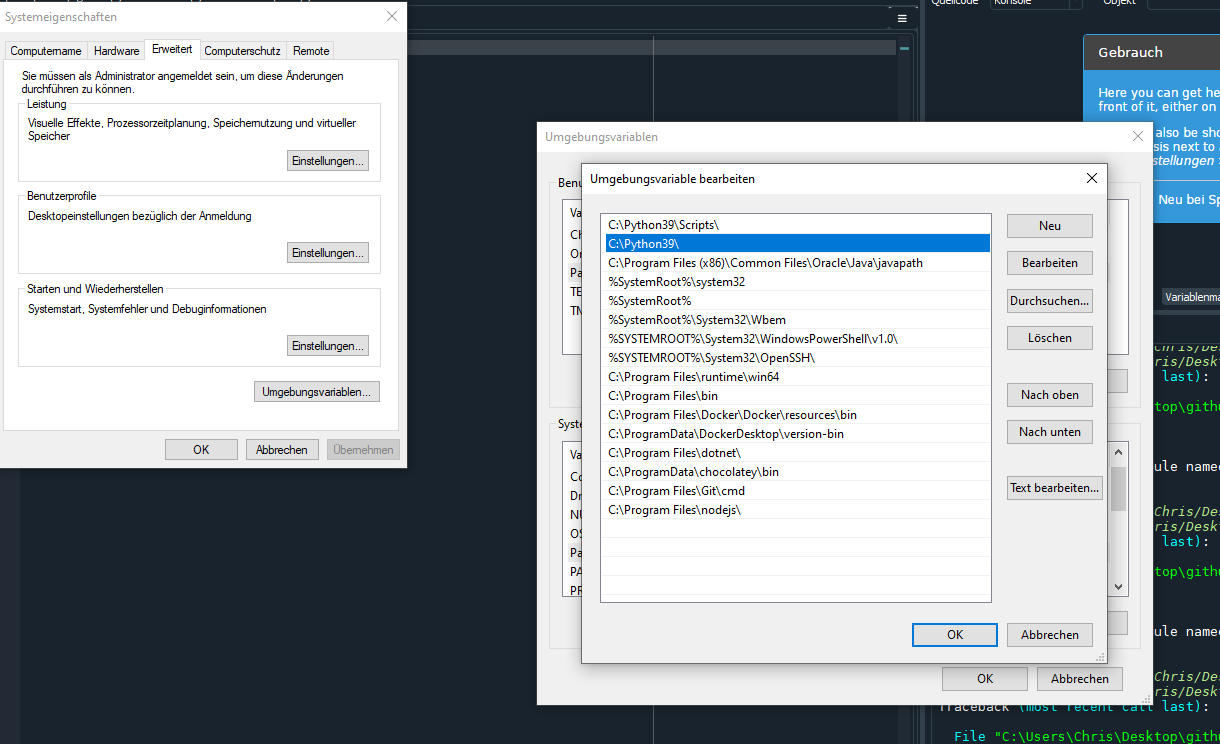 Systemeigenschaften
Computername Hardware Erweitert Computerschutz Remote
Sie müssen als Administrator angemeldet sein, um diese Änderungen
durchführen zu können.
Leistung
Visuelle Effekte, Prozessorzeitplanung, Speichernutzung und virtueller
Speicher
Einstellungen...
Benutzerprofile
Desktopeinstellungen bezüglich der Anmeldung
Einstellungen...
Starten und Wiederherstellen
Systemstart, Systemfehler und Debuginformationen
Einstellungen...
Umgebungsvariablen...
OK Abbrechen Übernehmen
Umgebungsvariablen
Benu
Va
Ch
Or
Pa
TE
TN
Syste
Va
Co
Dr
NU
OS
Pa
PA
PR
OK Abbrechen
Umgebungsvariable bearbeiten
C:\Python39\Scripts\
C:\Python39\
C:\Program Files (x86)\Common Files\Oracle\Java\javapath
%SystemRoot%\system32
%SystemRoot%
%SystemRoot%\System32\Wbem
%SYSTEMROOT%\System32\WindowsPowerShell\v1.0\
%SYSTEMROOT%\System32\OpenSSH\
C:\Program Files\runtime\win64
C:\Program Files\bin
C:\Program Files\Docker\Docker\resources\bin
C:\ProgramData\DockerDesktop\version-bin
C:\Program Files\dotnet\
C:\ProgramData\chocolatey\bin
C:\Program Files\Git\cmd
C:\Program Files\nodejs\
Neu
Bearbeiten
Durchsuchen...
Löschen
Nach oben
Nach unten
Text bearbeiten...
OK Abbrechen
Quellcode Konsole Objekt
Gebrauch
Here you can get he
front of it, either on
also be sho
sis next to
stellungen
Neu bei Sp
Variablenma
Chris/Des
ris/Deskt
last):
top\githu
ule named
Chris/Des
ris/Deskt
last):
top\githu
ule named
Chris/Des
ris/Deskt
Traceback (most recent call last):
File "C:\Users\Chris\Desktop\githu